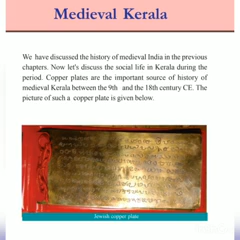 Medieval Kerala
We have discussed the history of medieval India in the previous
chapters. Now let's discuss the social life in Kerala during the
period. Copper plates are the important source of history of
medieval Kerala between the 9th and the 18th century CE. The
picture of such a copper plate is given below.
Jewish copper plate